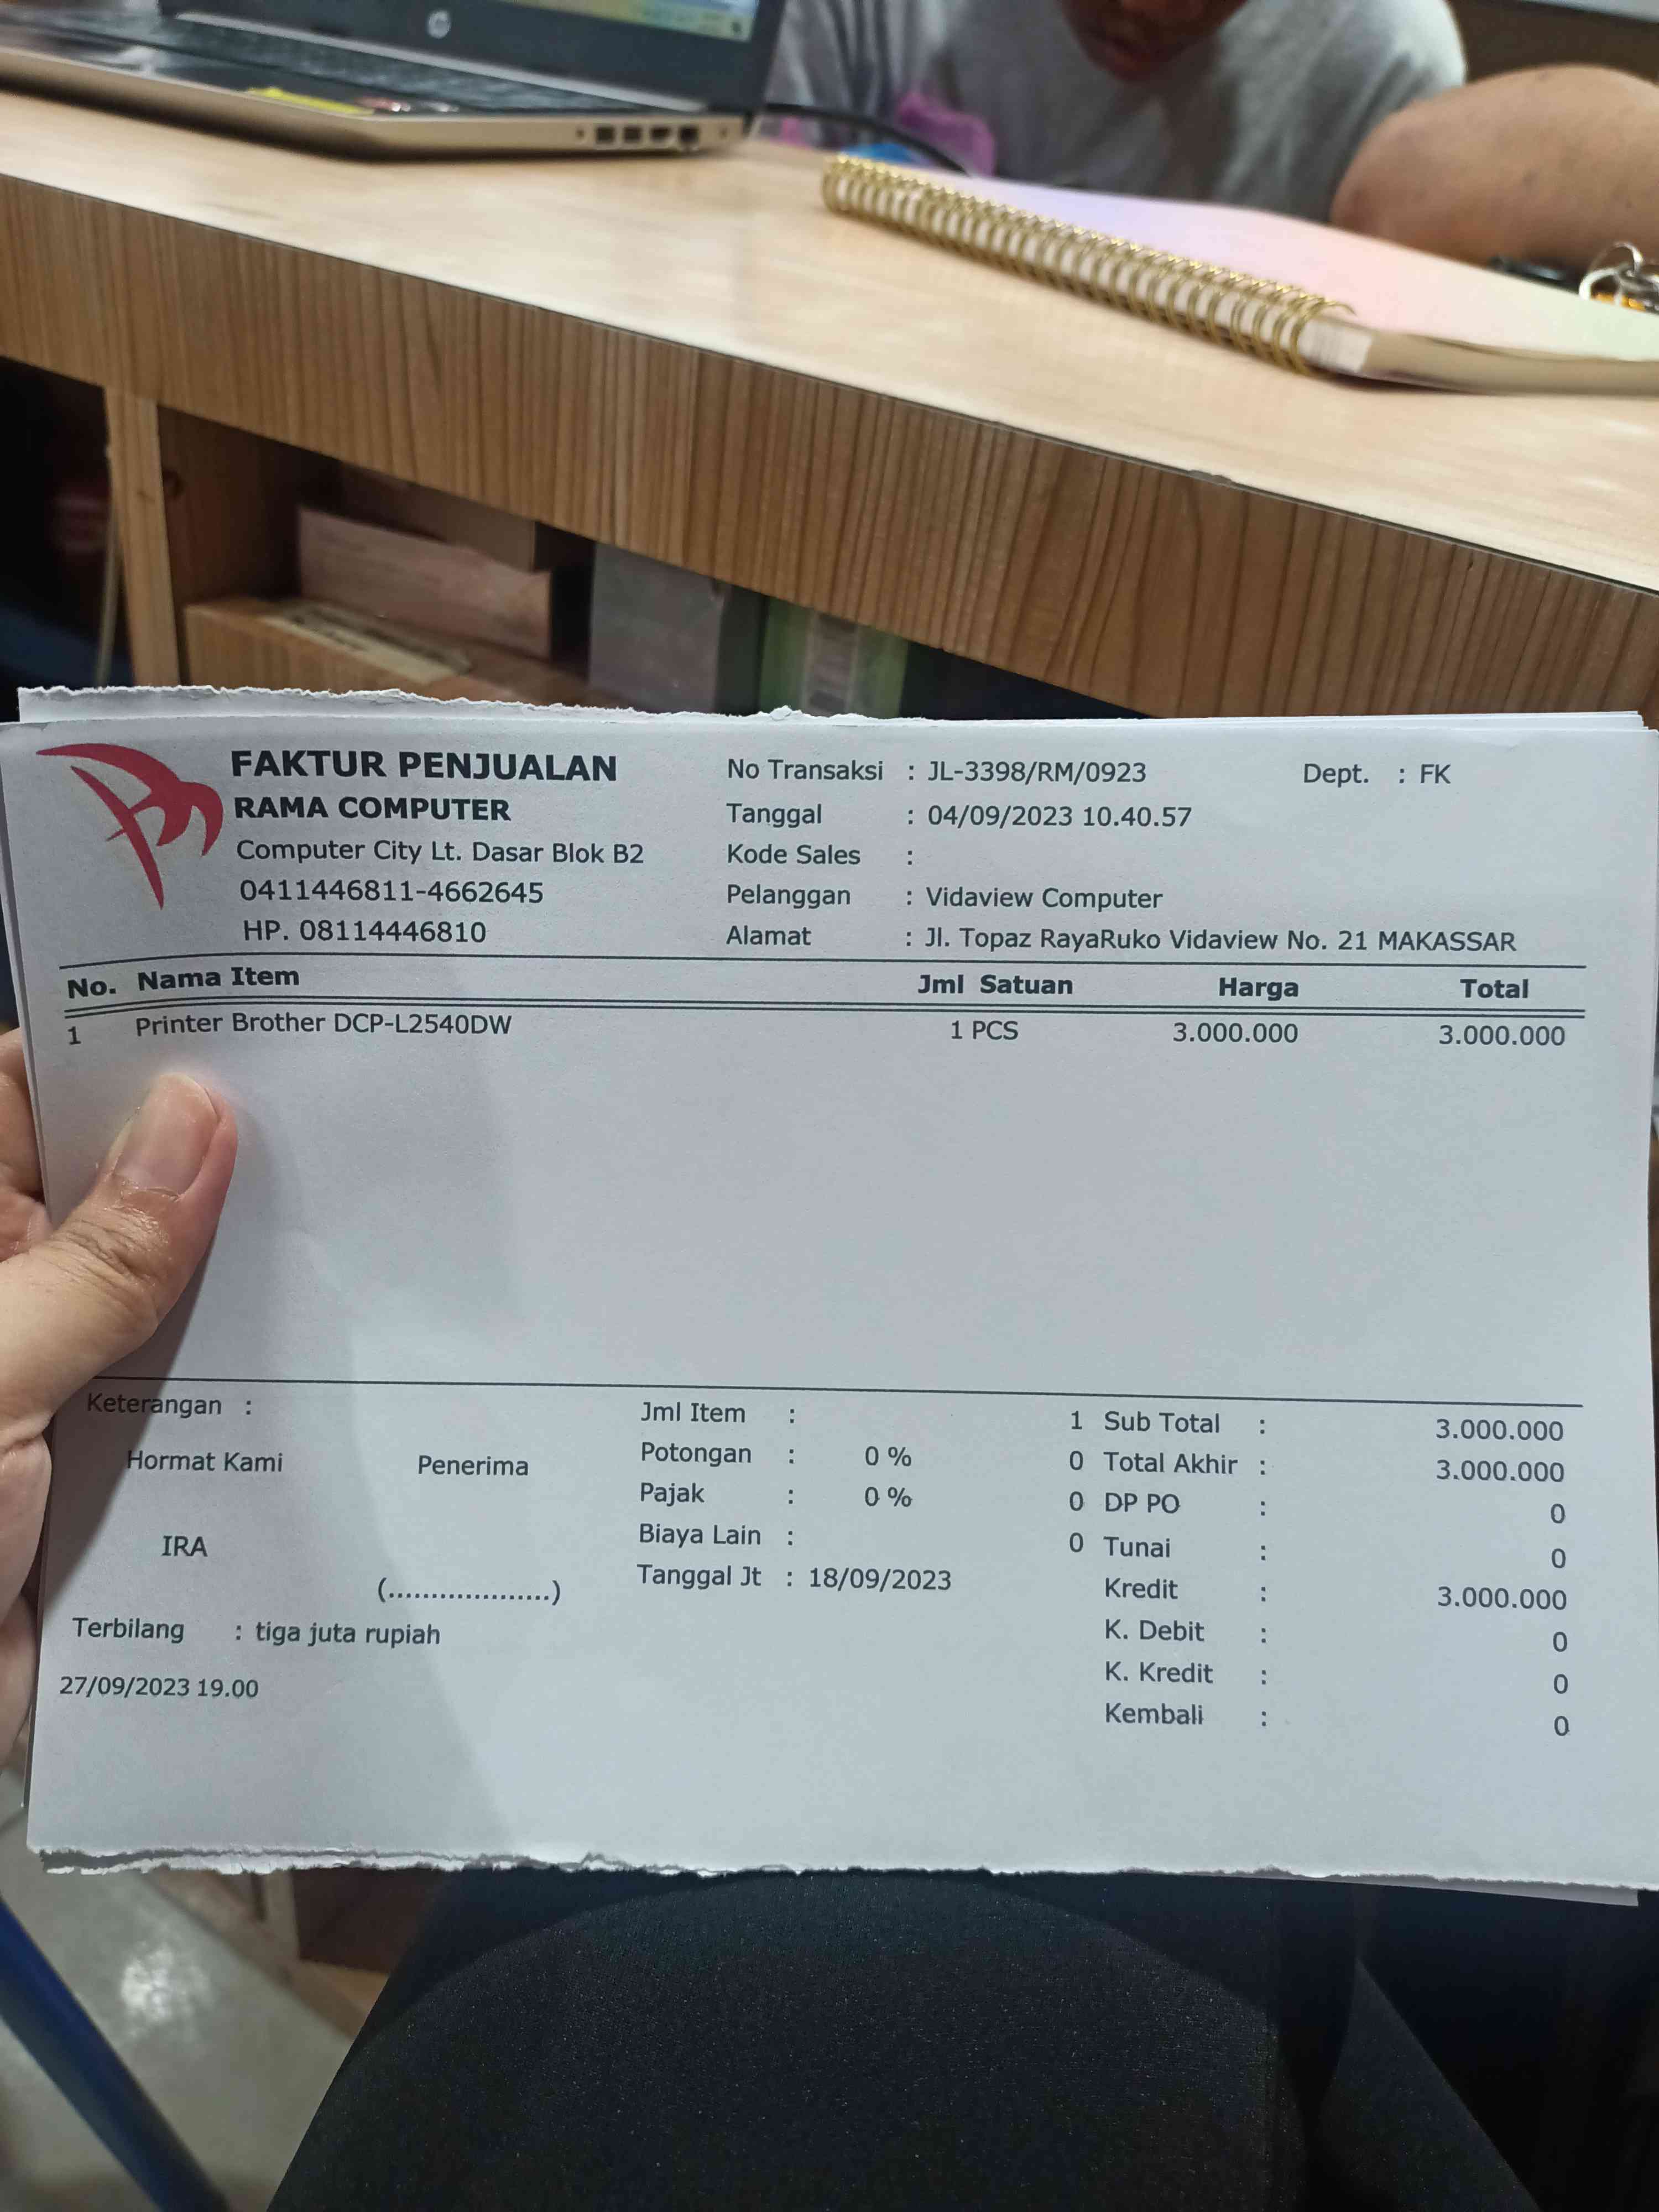 FAKTUR PENJUALAN
RAMA COMPUTER
Computer City Lt. Dasar Blok B2
0411446811-4662645
HP. 08114446810
No Transaksi : JL-3398/RM/0923 Dept. : FK
Tanggal : 04/09/2023 10.40.57
Kode Sales :
Pelanggan : Vidaview Computer
Alamat : Jl. Topaz RayaRuko Vidaview No. 21 MAKASSAR
No. Nama Item Jml Satuan Harga Total
1 Printer Brother DCP-L2540DW 1 PCS 3.000.000 3.000.000
Keterangan :
Hormat Kami Penerima
IRA
(...................)
Terbilang : tiga juta rupiah
27/09/2023 19.00
Jml Item : 1
Potongan : 0 % 0
Pajak : 0 % 0
Biaya Lain : 0
Tanggal Jt : 18/09/2023
Sub Total : 3.000.000
Total Akhir : 3.000.000
DP PO : 0
Tunai : 0
Kredit : 3.000.000
K. Debit : 0
K. Kredit : 0
Kembali : 0
hp